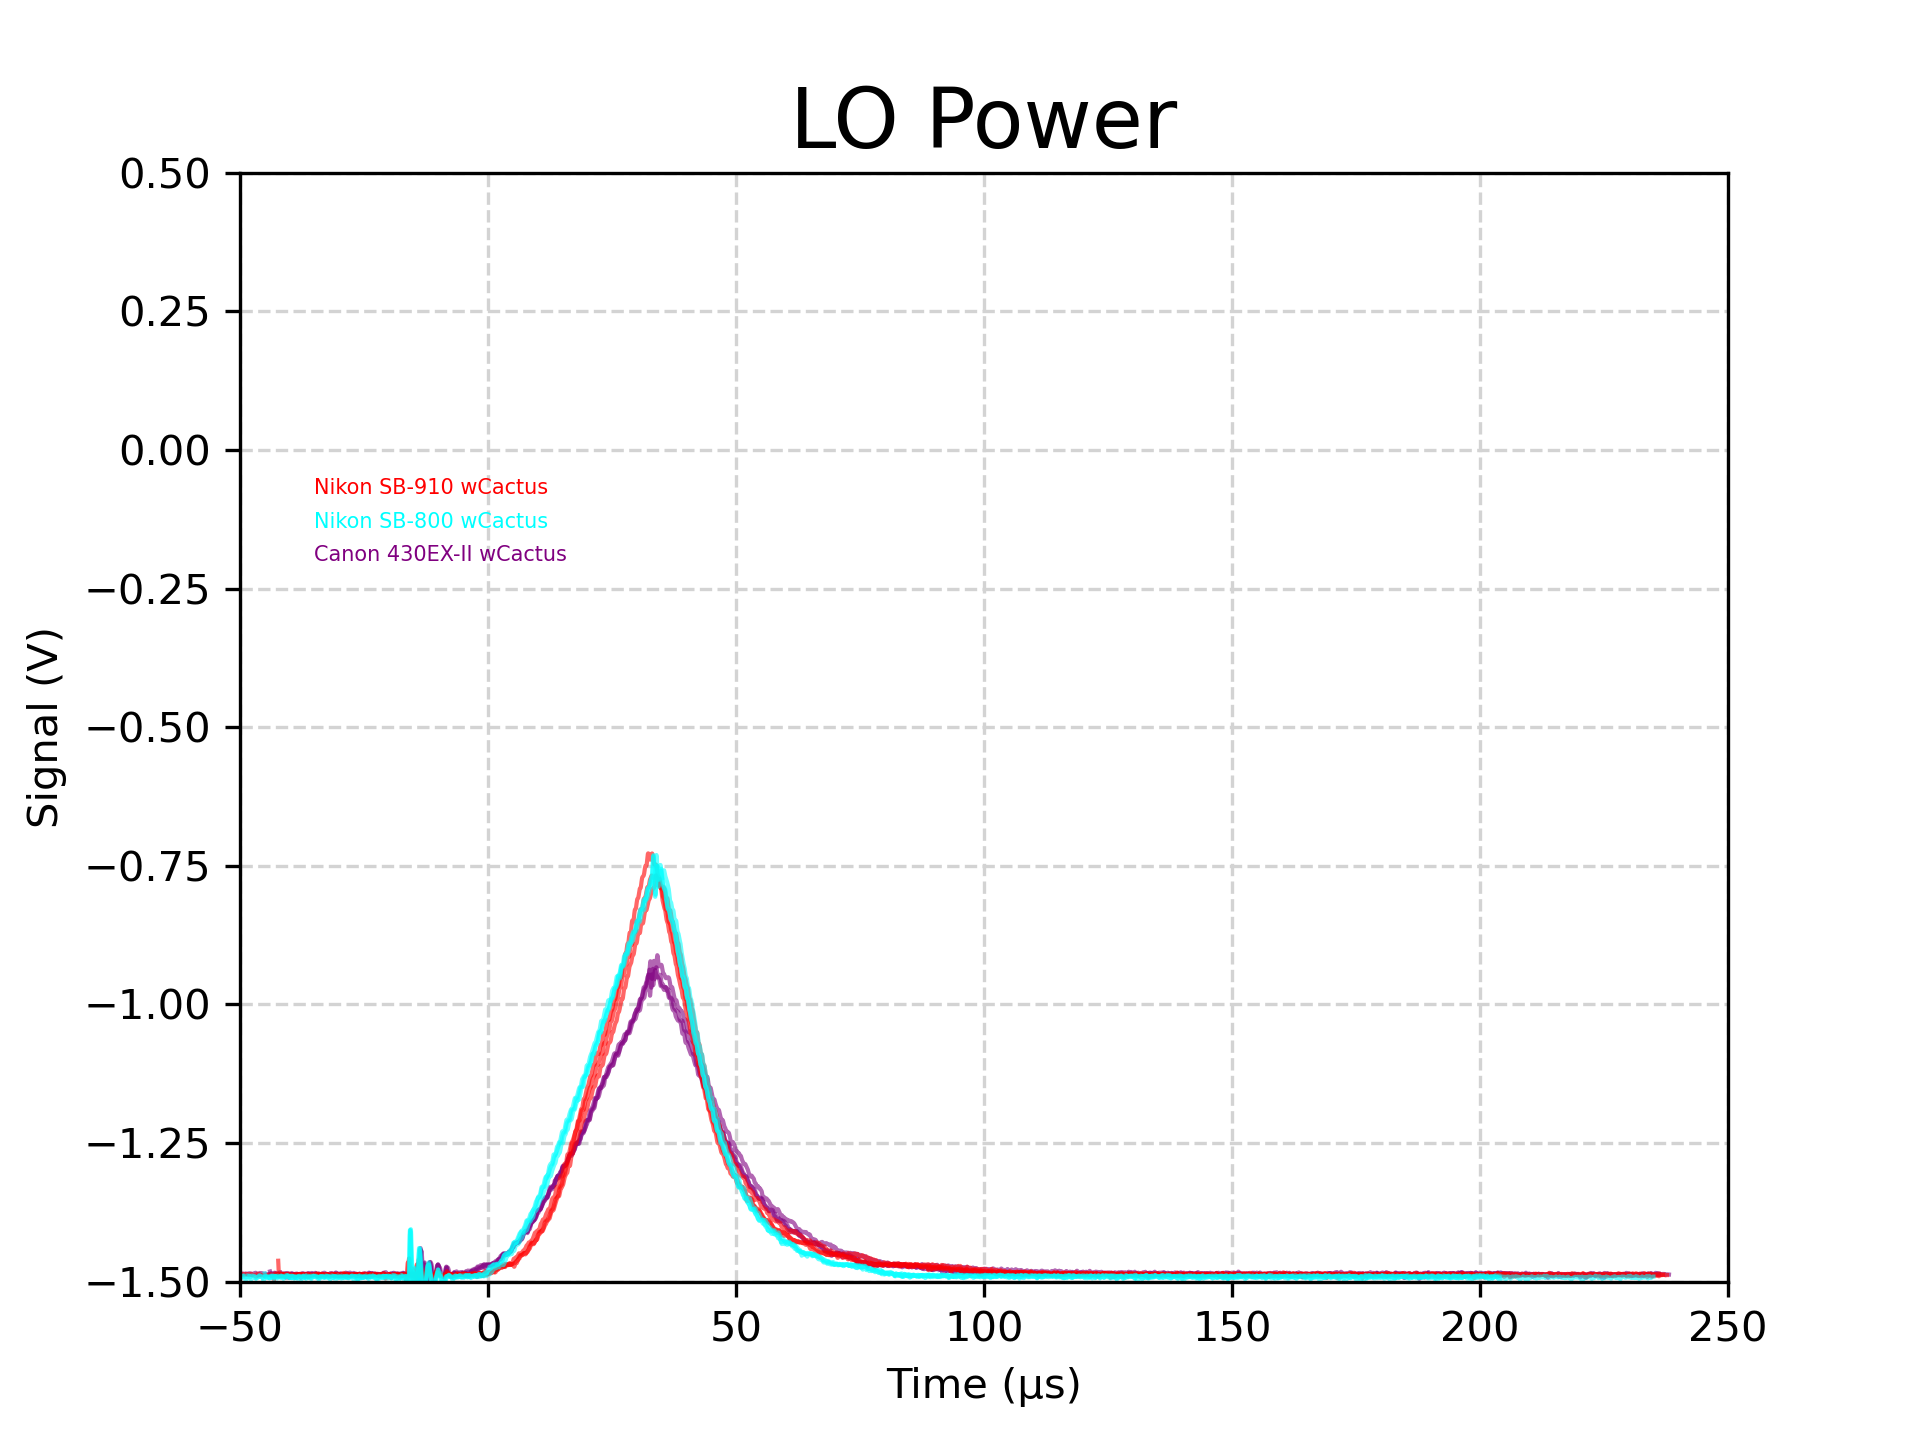 LO Power
0.50
0.25
0.00
Nikon SB-910 wCactus
Nikon SB-800 wCactus
Canon 430EX-II wCactus
−0.25
−0.50
−0.75
−1.00
−1.25
−1.50
Signal (V)
−50 0 50 100 150 200 250
Time (μs)